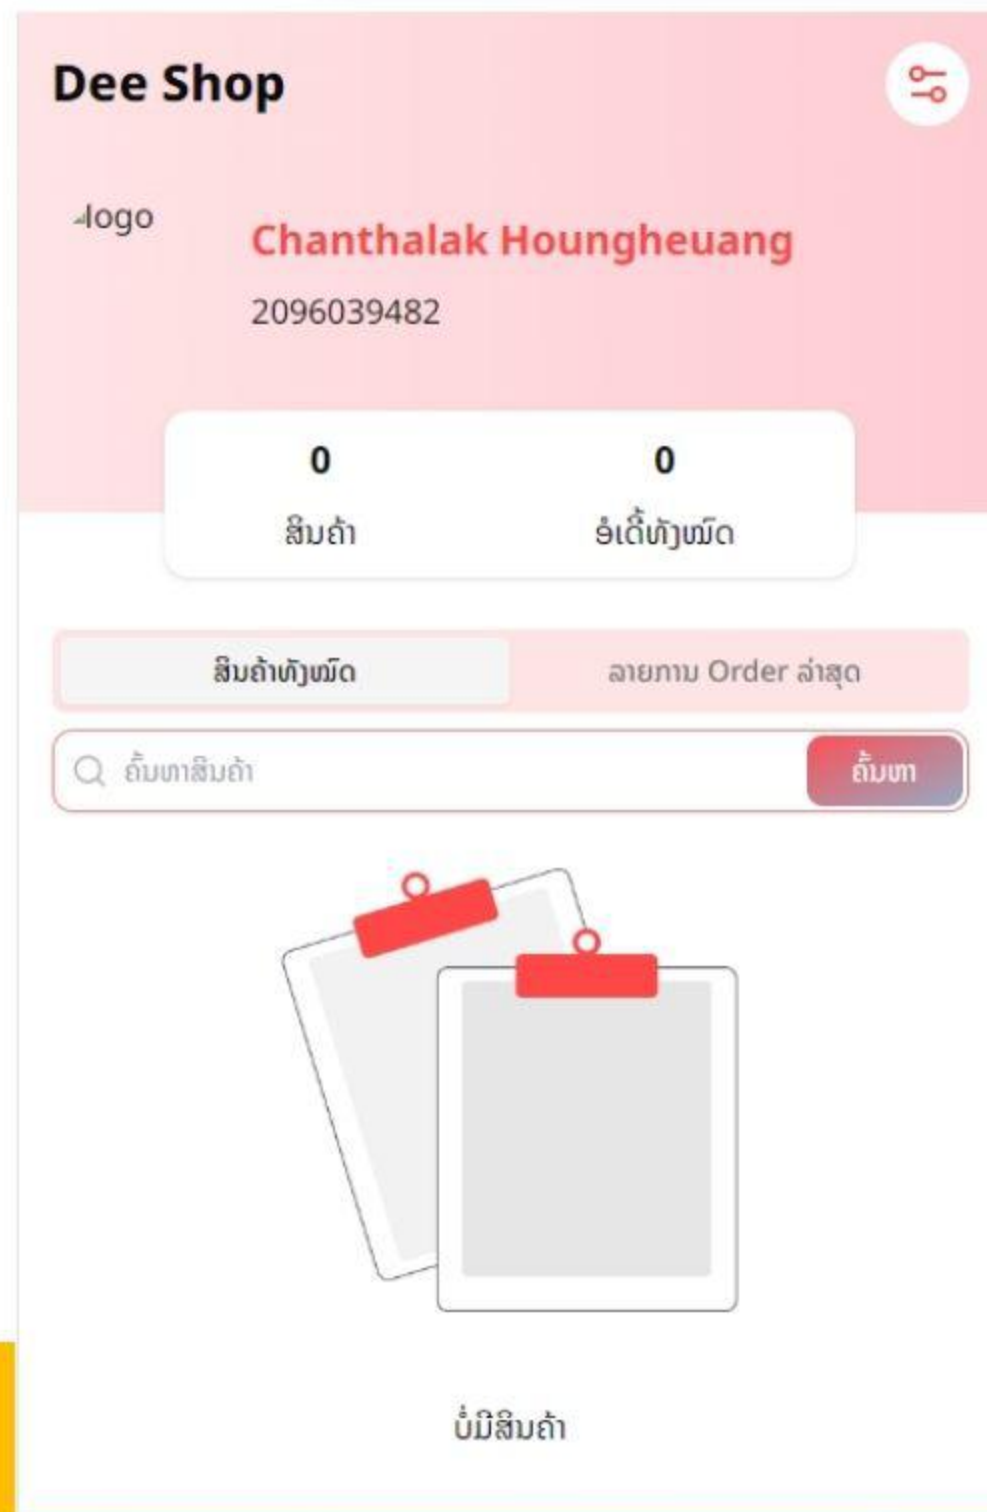 Dee Shop
logo
Chanthalak Houngheuang
2096039482
0 0
ສິນຄ້າ ອໍເດີ້ທັງໝົດ
ສິນຄ້າທັງໝົດ ລາຍການ Order ລ່າສຸດ
ຄົ້ນຫາສິນຄ້າ ຄົ້ນຫາ
ບໍ່ມີສິນຄ້າ